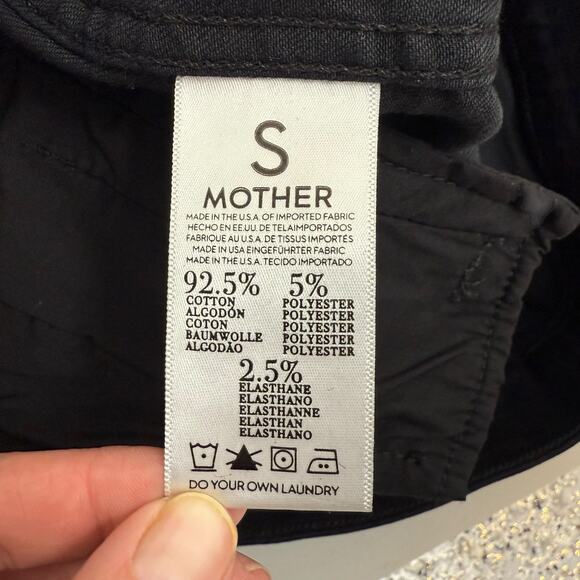 S
MOTHER
MADE IN THE U.S.A. OF IMPORTED FABRIC
HECHO EN EE.UU. DE TELAIMPORTADOS
FABRIQUE AU U.S.A. DE TISSUS IMPORTÉS
MADE IN USA EINGEFÜHRTER FABRIC
MADE IN THE U.S.A. TECIDO IMPORTADO
92.5% 5%
COTTON POLYESTER
ALGODÓN POLYESTER
COTON POLYESTER
BAUMWOLLE POLYESTER
ALGODÃO POLYESTER
2.5%
ELASTHANE
ELASTHANO
ELASTHANNE
ELASTHAN
ELASTHANO
DO YOUR OWN LAUNDRY